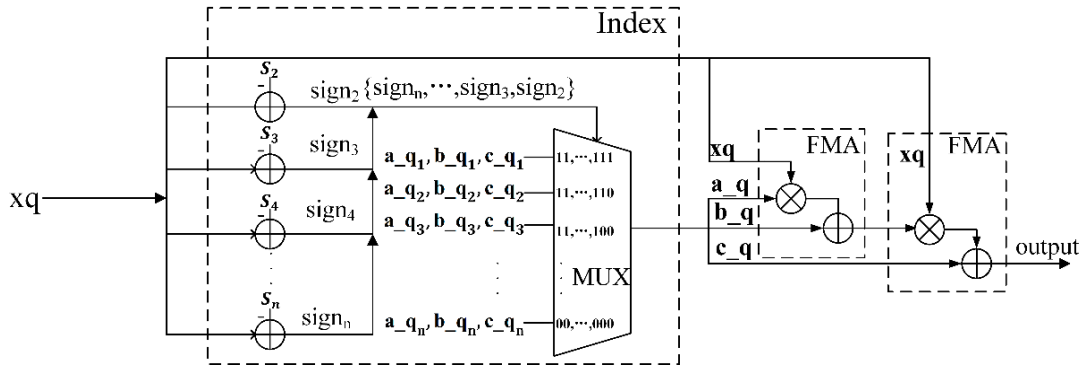 Index
s₂
-
sign₂ {signₙ,⋯,sign₃,sign₂}
s₃
-
sign₃
a_q₁, b_q₁, c_q₁ 11,⋯,111
FMA
FMA
xq
xq
xq
s₄
-
sign₄
a_q₂, b_q₂, c_q₂ 11,⋯,110
a_q
a_q₃, b_q₃, c_q₃ 11,⋯,100
b_q
c_q
output
MUX
sₙ
-
signₙ
a_qₙ, b_qₙ, c_qₙ 00,⋯,000